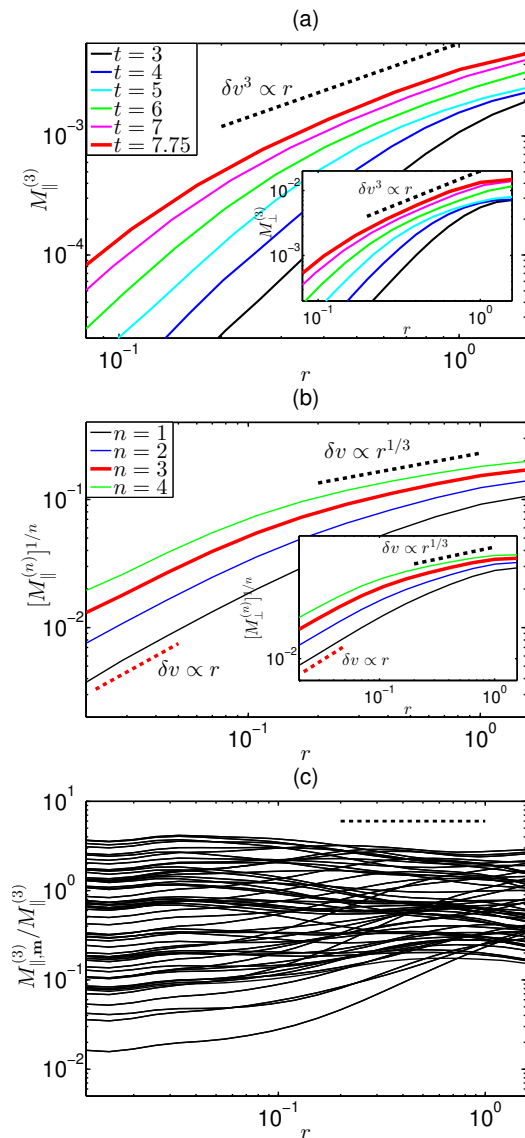 (a)
t = 3
t = 4
t = 5
t = 6
t = 7
t = 7.75
δv³ ∝ r
10⁻³
10⁻⁴
M∥⁽³⁾
10⁻¹
10⁰
r
δv³ ∝ r
10⁻²
10⁻³
M⊥⁽³⁾
10⁻¹
10⁰
r
(b)
n = 1
n = 2
n = 3
n = 4
δv ∝ r^{1/3}
10⁻¹
10⁻²
[M∥⁽ⁿ⁾]^{1/n}
δv ∝ r
10⁻¹
10⁰
r
δv ∝ r^{1/3}
[M⊥⁽ⁿ⁾]^{1/n}
10⁻²
δv ∝ r
10⁻¹
10⁰
r
(c)
10¹
10⁰
10⁻¹
10⁻²
M∥,𝐦⁽³⁾/M∥⁽³⁾
10⁻¹
10⁰
r